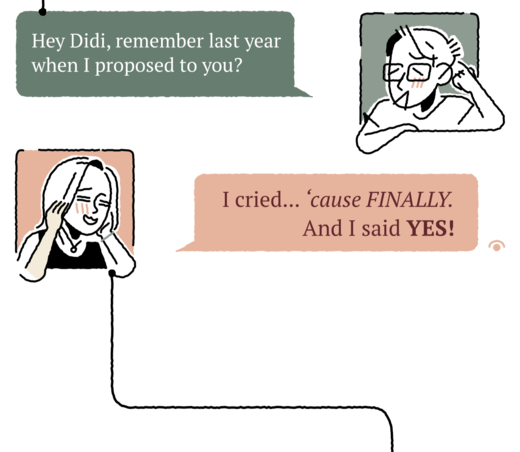 Hey Didi, remember last year
when I proposed to you?
I cried... ‘cause FINALLY.
And I said YES!